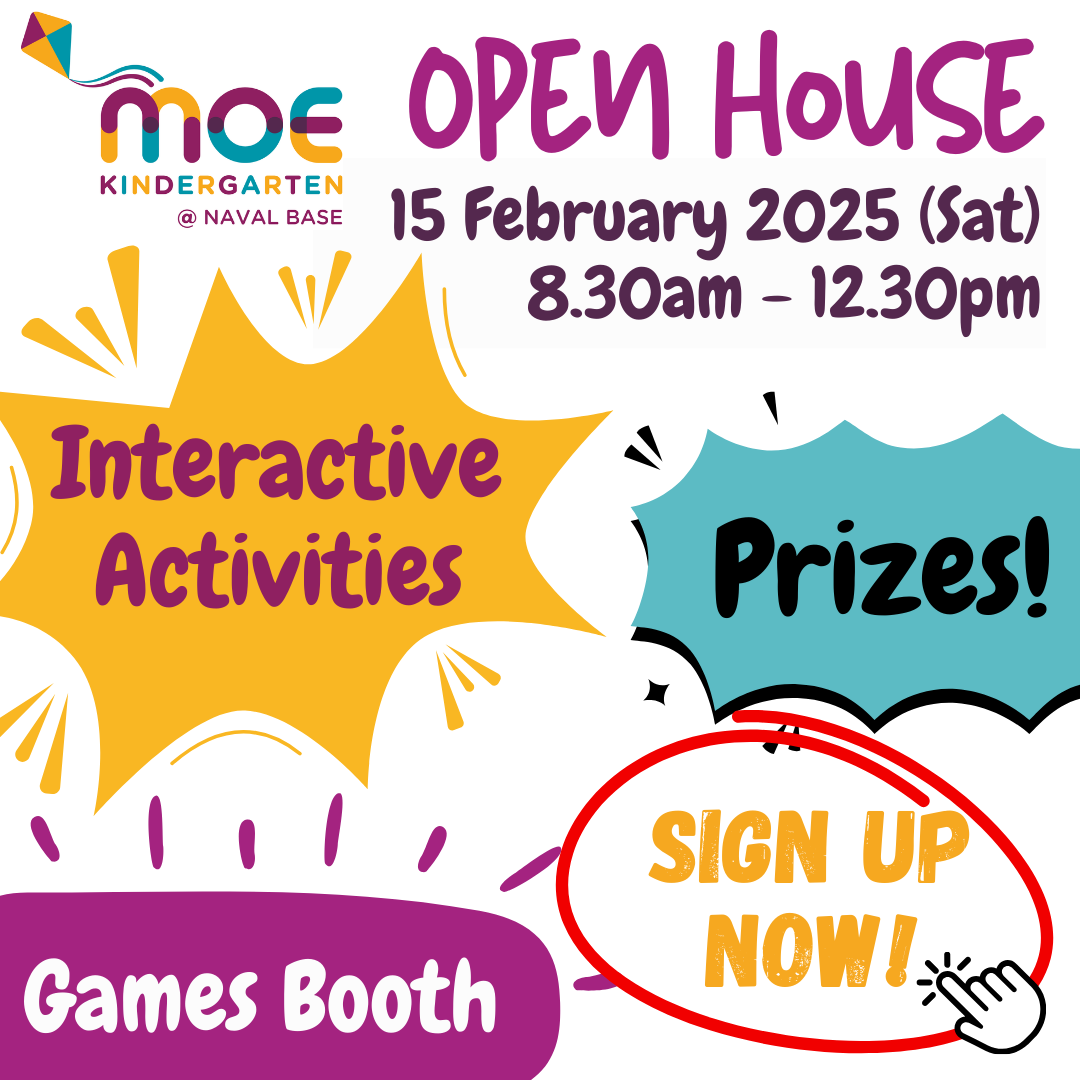 moe
KINDERGARTEN
@ NAVAL BASE
OPEN HoUSE
15 February 2025 (Sat)
8.30am - 12.30pm
Interactive
Activities
Prizes!
SIGN UP
NOW!
Games Booth